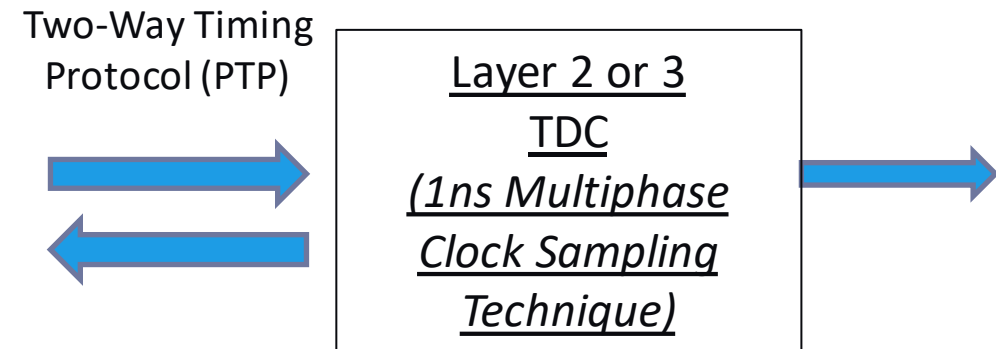 Two-Way Timing
Protocol (PTP)
Layer 2 or 3
TDC
(1ns Multiphase
Clock Sampling
Technique)